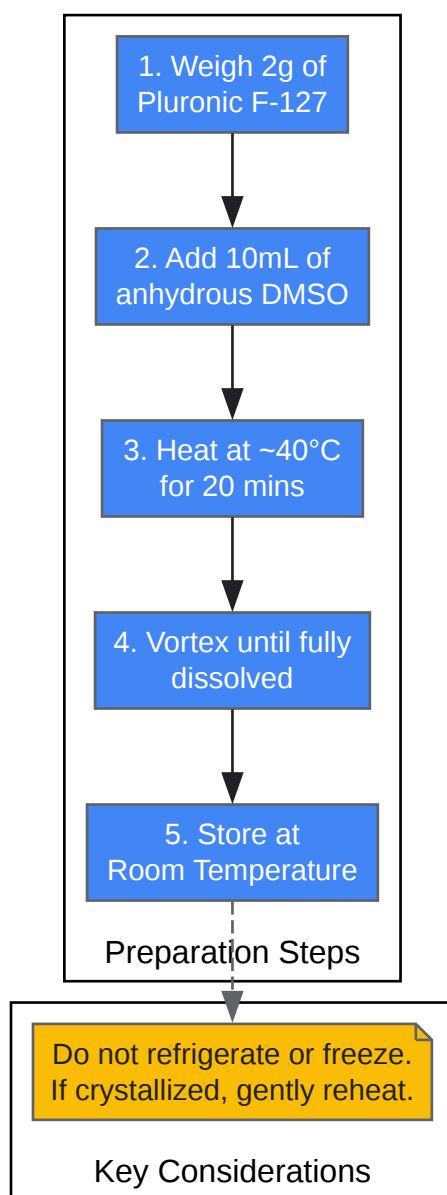 1. Weigh 2g of
Pluronic F-127
2. Add 10mL of
anhydrous DMSO
3. Heat at ~40°C
for 20 mins
4. Vortex until fully
dissolved
5. Store at
Room Temperature
Preparation Steps
Do not refrigerate or freeze.
If crystallized, gently reheat.
Key Considerations